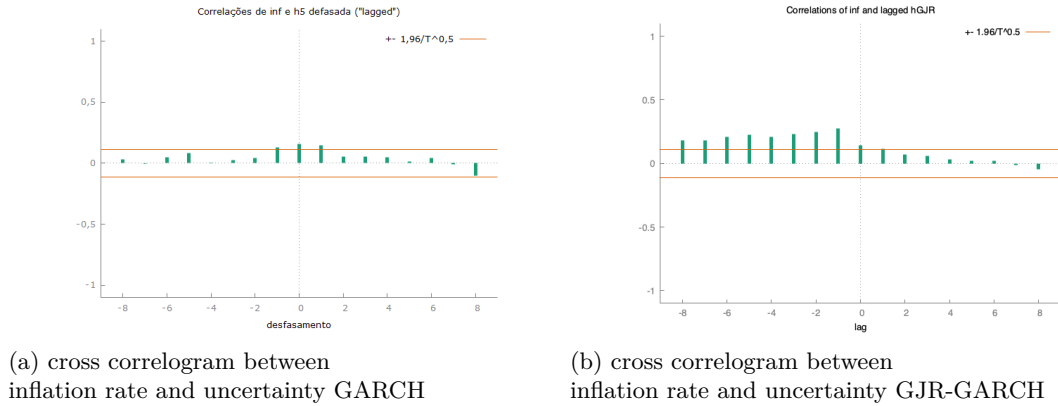 Correlações de inf e h5 defasada ("lagged")
+- 1,96/T^0,5
1
0,5
0
-0,5
-1
-8 -6 -4 -2 0 2 4 6 8
desfasamento
Correlations of inf and lagged hGJR
+- 1.96/T^0.5
1
0.5
0
-0.5
-1
-8 -6 -4 -2 0 2 4 6 8
lag
(a) cross correlogram between
inflation rate and uncertainty GARCH
(b) cross correlogram between
inflation rate and uncertainty GJR-GARCH